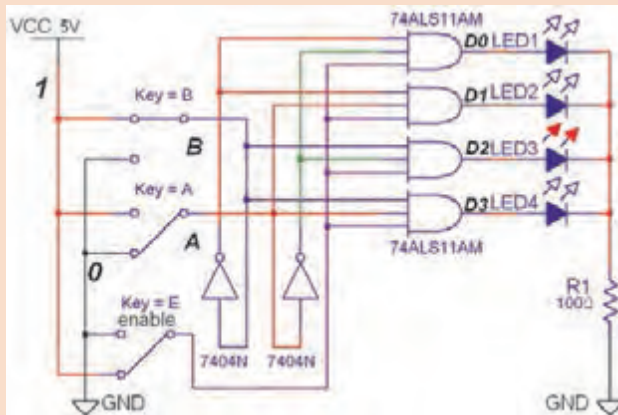 74ALS11AM
VCC 5V
D0 LED1
1
D1 LED2
Key = B
B
D2 LED3
Key = A
A
D3 LED4
0
74ALS11AM
Key = E
enable
R1
100Ω
7404N
7404N
GND
GND